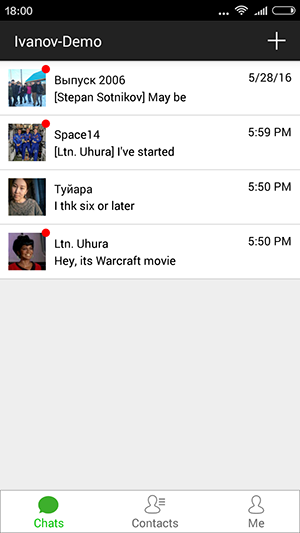 18:00
Ivanov-Demo
Выпуск 2006 5/28/16
[Stepan Sotnikov] May be
Space14 5:59 PM
[Ltn. Uhura] I've started
Туйара 5:50 PM
I thk six or later
Ltn. Uhura 5:50 PM
Hey, its Warcraft movie
Chats Contacts Me